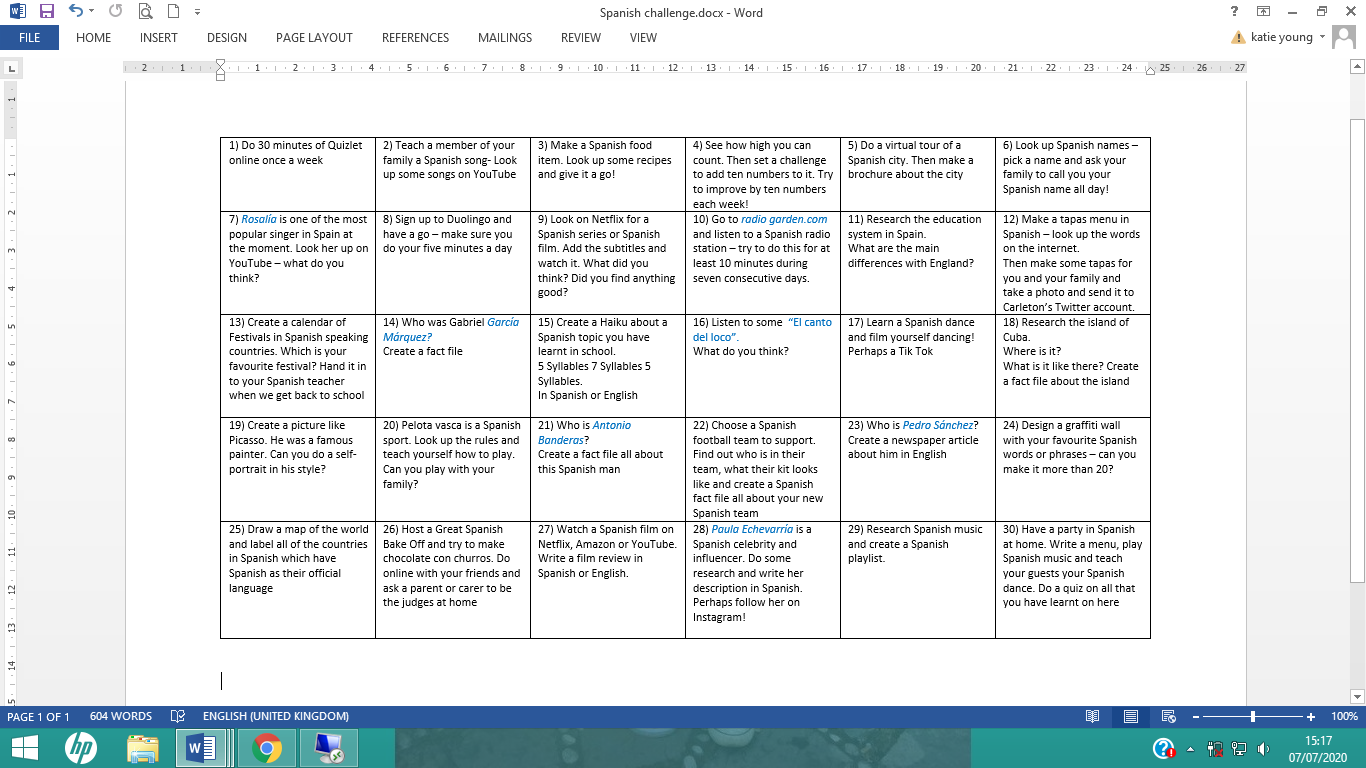 Spanish challenge.docx - Word
FILE HOME INSERT DESIGN PAGE LAYOUT REFERENCES MAILINGS REVIEW VIEW
katie young
2 1 1 2 3 4 5 6 7 8 9 10 11 12 13 14 15 16 17 18 19 20 21 22 23 24 25 26 27
1) Do 30 minutes of Quizlet
online once a week
2) Teach a member of your
family a Spanish song- Look
up some songs on YouTube
3) Make a Spanish food
item. Look up some recipes
and give it a go!
4) See how high you can
count. Then set a challenge
to add ten numbers to it. Try
to improve by ten numbers
each week!
5) Do a virtual tour of a
Spanish city. Then make a
brochure about the city
6) Look up Spanish names –
pick a name and ask your
family to call you your
Spanish name all day!
7) Rosalía is one of the most
popular singer in Spain at
the moment. Look her up on
YouTube – what do you
think?
8) Sign up to Duolingo and
have a go – make sure you
do your five minutes a day
9) Look on Netflix for a
Spanish series or Spanish
film. Add the subtitles and
watch it. What did you
think? Did you find anything
good?
10) Go to radio garden.com
and listen to a Spanish radio
station – try to do this for at
least 10 minutes during
seven consecutive days.
11) Research the education
system in Spain.
What are the main
differences with England?
12) Make a tapas menu in
Spanish – look up the words
on the internet.
Then make some tapas for
you and your family and
take a photo and send it to
Carleton's Twitter account.
13) Create a calendar of
Festivals in Spanish speaking
countries. Which is your
favourite festival? Hand it in
to your Spanish teacher
when we get back to school
14) Who was Gabriel García
Márquez?
Create a fact file
15) Create a Haiku about a
Spanish topic you have
learnt in school.
5 Syllables 7 Syllables 5
Syllables.
In Spanish or English
16) Listen to some “El canto
del loco”.
What do you think?
17) Learn a Spanish dance
and film yourself dancing!
Perhaps a Tik Tok
18) Research the island of
Cuba.
Where is it?
What is it like there? Create
a fact file about the island
19) Create a picture like
Picasso. He was a famous
painter. Can you do a self-
portrait in his style?
20) Pelota vasca is a Spanish
sport. Look up the rules and
teach yourself how to play.
Can you play with your
family?
21) Who is Antonio
Banderas?
Create a fact file all about
this Spanish man
22) Choose a Spanish
football team to support.
Find out who is in their
team, what their kit looks
like and create a Spanish
fact file all about your new
Spanish team
23) Who is Pedro Sánchez?
Create a newspaper article
about him in English
24) Design a graffiti wall
with your favourite Spanish
words or phrases – can you
make it more than 20?
25) Draw a map of the world
and label all of the countries
in Spanish which have
Spanish as their official
language
26) Host a Great Spanish
Bake Off and try to make
chocolate con churros. Do
online with your friends and
ask a parent or carer to be
the judges at home
27) Watch a Spanish film on
Netflix, Amazon or YouTube.
Write a film review in
Spanish or English.
28) Paula Echevarría is a
Spanish celebrity and
influencer. Do some
research and write her
description in Spanish.
Perhaps follow her on
Instagram!
29) Research Spanish music
and create a Spanish
playlist.
30) Have a party in Spanish
at home. Write a menu, play
Spanish music and teach
your guests your Spanish
dance. Do a quiz on all that
you have learnt on here
PAGE 1 OF 1 604 WORDS ENGLISH (UNITED KINGDOM)
100%
hp
15:17
07/07/2020